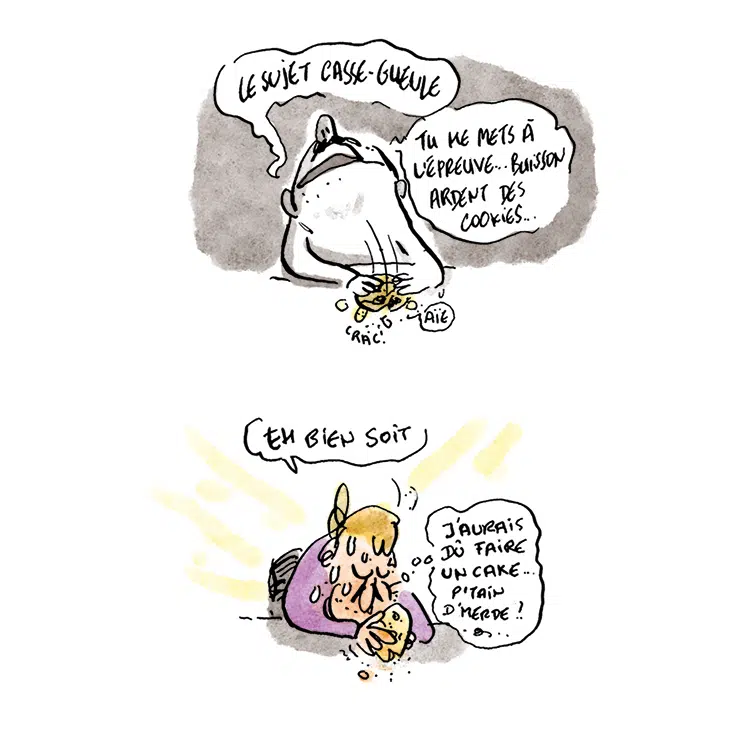 LE SUJET CASSE-GUEULE
TU ME METS À
L'ÉPREUVE... BUISSON
ARDENT DES
COOKIES...
CRAC!
AÏE
EH BIEN SOIT
J'AURAIS
DÛ FAIRE
UN CAKE...
P'TAIN
D'MERDE!